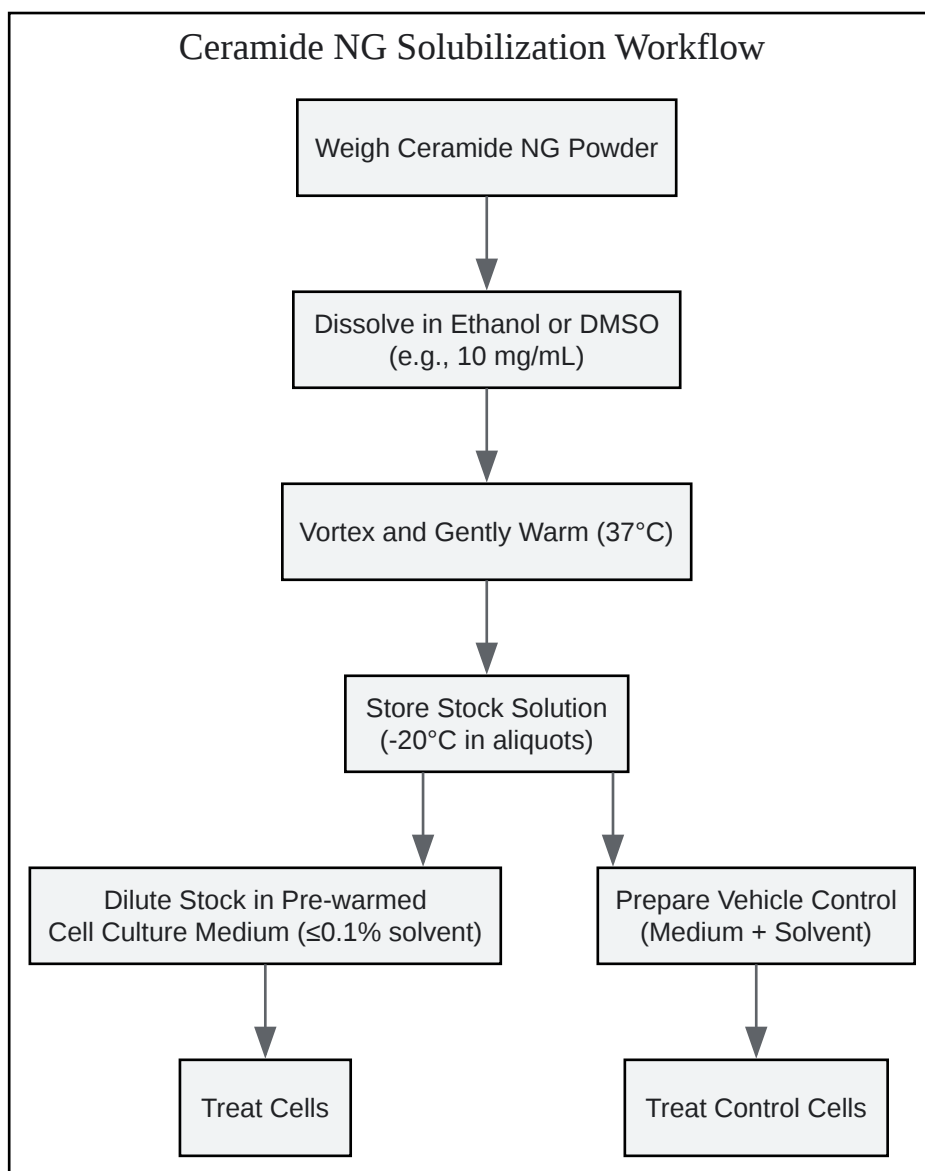 Ceramide NG Solubilization Workflow
Weigh Ceramide NG Powder
Dissolve in Ethanol or DMSO
(e.g., 10 mg/mL)
Vortex and Gently Warm (37°C)
Store Stock Solution
(-20°C in aliquots)
Dilute Stock in Pre-warmed
Cell Culture Medium (≤0.1% solvent)
Prepare Vehicle Control
(Medium + Solvent)
Treat Cells
Treat Control Cells